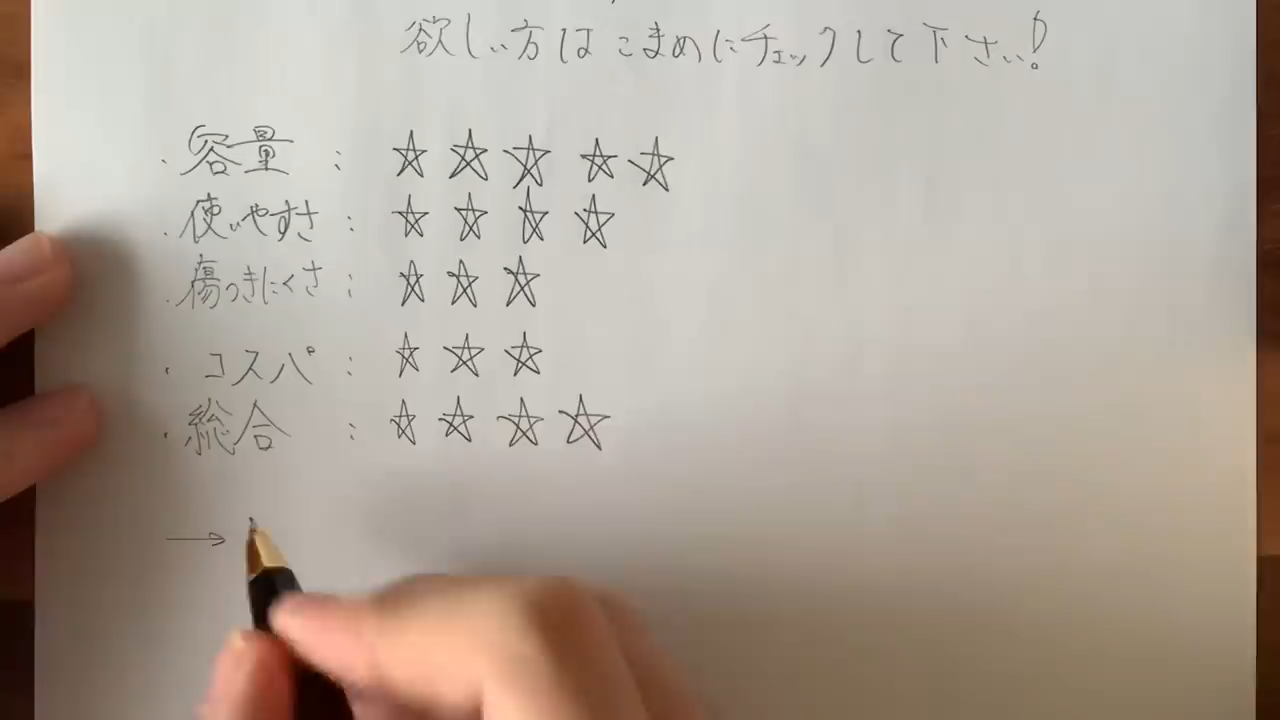 欲しい方はこまめにチェックして下さい!
・容量 : ☆☆☆☆☆
・使いやすさ : ☆☆☆☆
・傷つきにくさ : ☆☆☆
・コスパ : ☆☆☆
・総合 : ☆☆☆☆
→